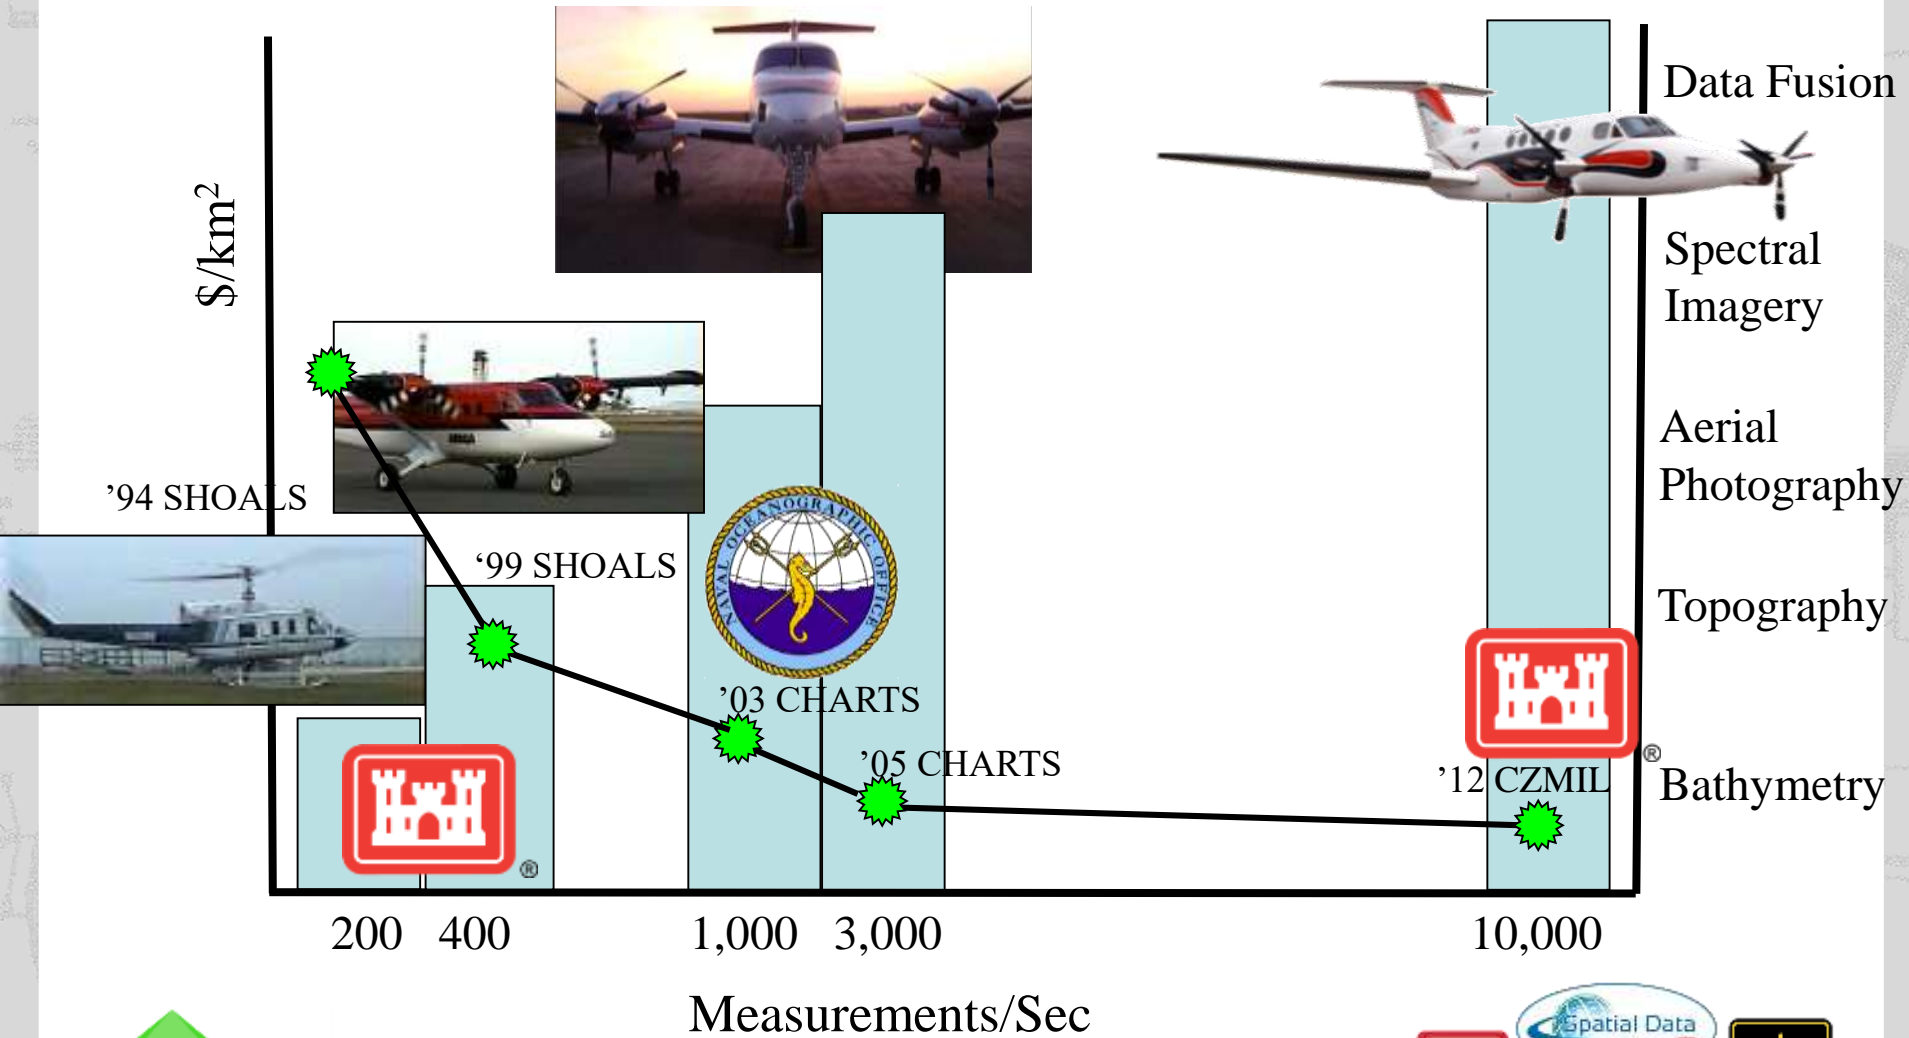 $/km²
Data Fusion
Spectral
Imagery
Aerial
Photography
Topography
Bathymetry
’94 SHOALS
‘99 SHOALS
NAVAL OCEANOGRAPHIC OFFICE
’03 CHARTS
’05 CHARTS
’12 CZMIL
®
®
200 400 1,000 3,000 10,000
Measurements/Sec
Spatial Data